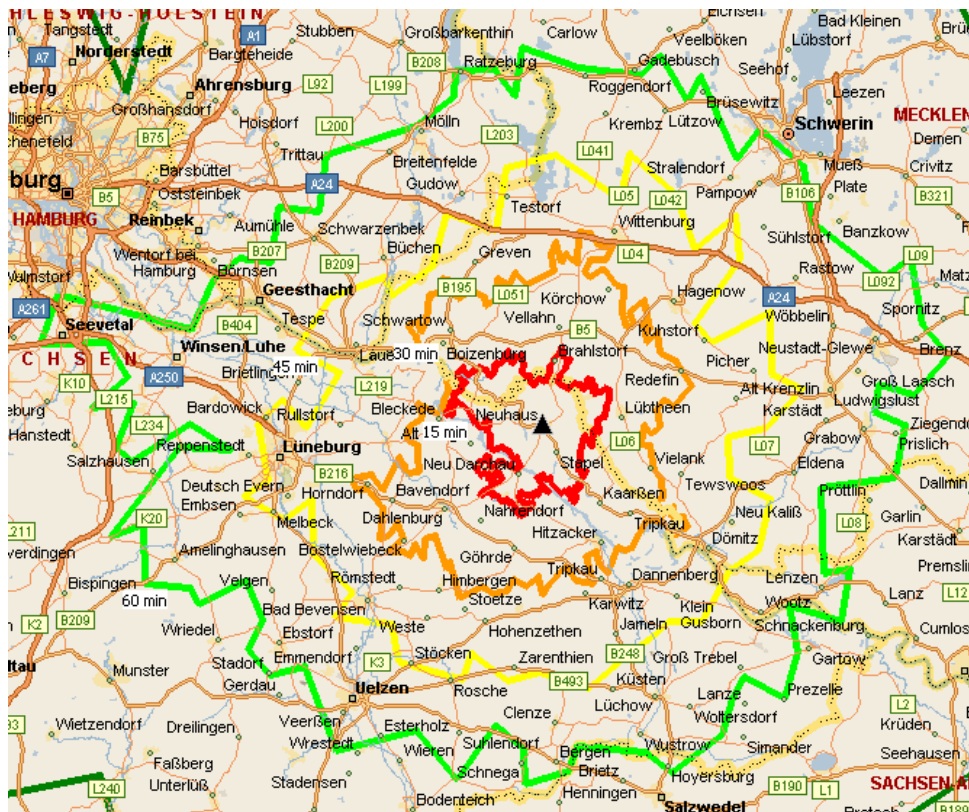 HLESWIG-HOLSTEIN
Tangstedt
Norderstedt
A7
A1
Stubben
Bargteheide
Großbarkenthin
Carlow
Eichsen
Veelböken
Bad Kleinen
Lübstorf
B208
Ratzeburg
Gadebusch
Seehof
Ahrensburg
L92
L199
Roggendorf
Brüsewitz
Leezen
Großhansdorf
Hoisdorf
L200
Mölln
L203
Krembz
Lützow
Schwerin
MECKLEN
Demen
B75
Trittau
Breitenfelde
L041
Stralendorf
Mueß
Crivitz
Barsbüttel
burg
B5
Oststeinbek
A24
Gudow
Testorf
L05
L042
Pampow
B106
Plate
B321
HAMBURG
Reinbek
Aumühle
Schwarzenbek
Wittenburg
Sühlstorf
Banzkow
Wentorf bei
Hamburg
B207
Büchen
Greven
L04
L09
Börnsen
B209
Rastow
L092
Geesthacht
B195
L051
Körchow
Hagenow
A24
Spornitz
A261
Seevetal
B404
Tespe
Schwartow
Vellahn
B5
Kuhstorf
Wöbbelin
CHSEN
Winsen/Luhe
30 min
Boizenburg
Brahlstorf
Picher
Neustadt-Glewe
Brenz
45 min
Brietlingen
A250
K10
L219
Redefin
Groß Laasch
L215
Bardowick
Rullstorf
Bleckede
Neuhaus
Lübtheen
Alt Krenzlin
Ludwigslust
Karstädt
Hanstedt
L234
Reppenstedt
15 min
L06
Grabow
Prislich
Salzhausen
Lüneburg
B216
Neu Darchau
Stapel
Vielank
L07
Eldena
Deutsch Evern
Embsen
Horndorf
Bavendorf
Kaarßen
Tewswoos
Pröttlin
Dallmin
L211
K20
Melbeck
Dahlenburg
Nahrendorf
Hitzacker
Tripkau
Neu Kaliß
L08
Garlin
Amelinghausen
Bostelwiebeck
Göhrde
Dömitz
Karstädt
Bispingen
Velgen
Römstedt
Himbergen
Tripkau
Dannenberg
Lenzen
60 min
Stoetze
Karwitz
Klein
Gusborn
Wootz
Lanz
L12
K2
B209
Wriedel
Bad Bevensen
Ebstorf
Weste
Hohenzethen
Jameln
Schnackenburg
Munster
Stadorf
Emmendorf
K3
Stöcken
Zarenthien
B248
Groß Trebel
Gartow
Gerdau
Uelzen
Rosche
B493
Küsten
Lanze
Prezelle
L2
Wietzendorf
Dreilingen
Veerßen
Esterholz
Clenze
Lüchow
Woltersdorf
Krüden
Wrestedt
Wieren
Suhlendorf
Bergen
Wustrow
Simander
Seehausen
Faßberg
Unterlüß
Stadensen
Schnega
Brietz
Hoyersburg
SACHSEN-A
L240
Bodenteich
Henningen
Salzwedel
B190
L1